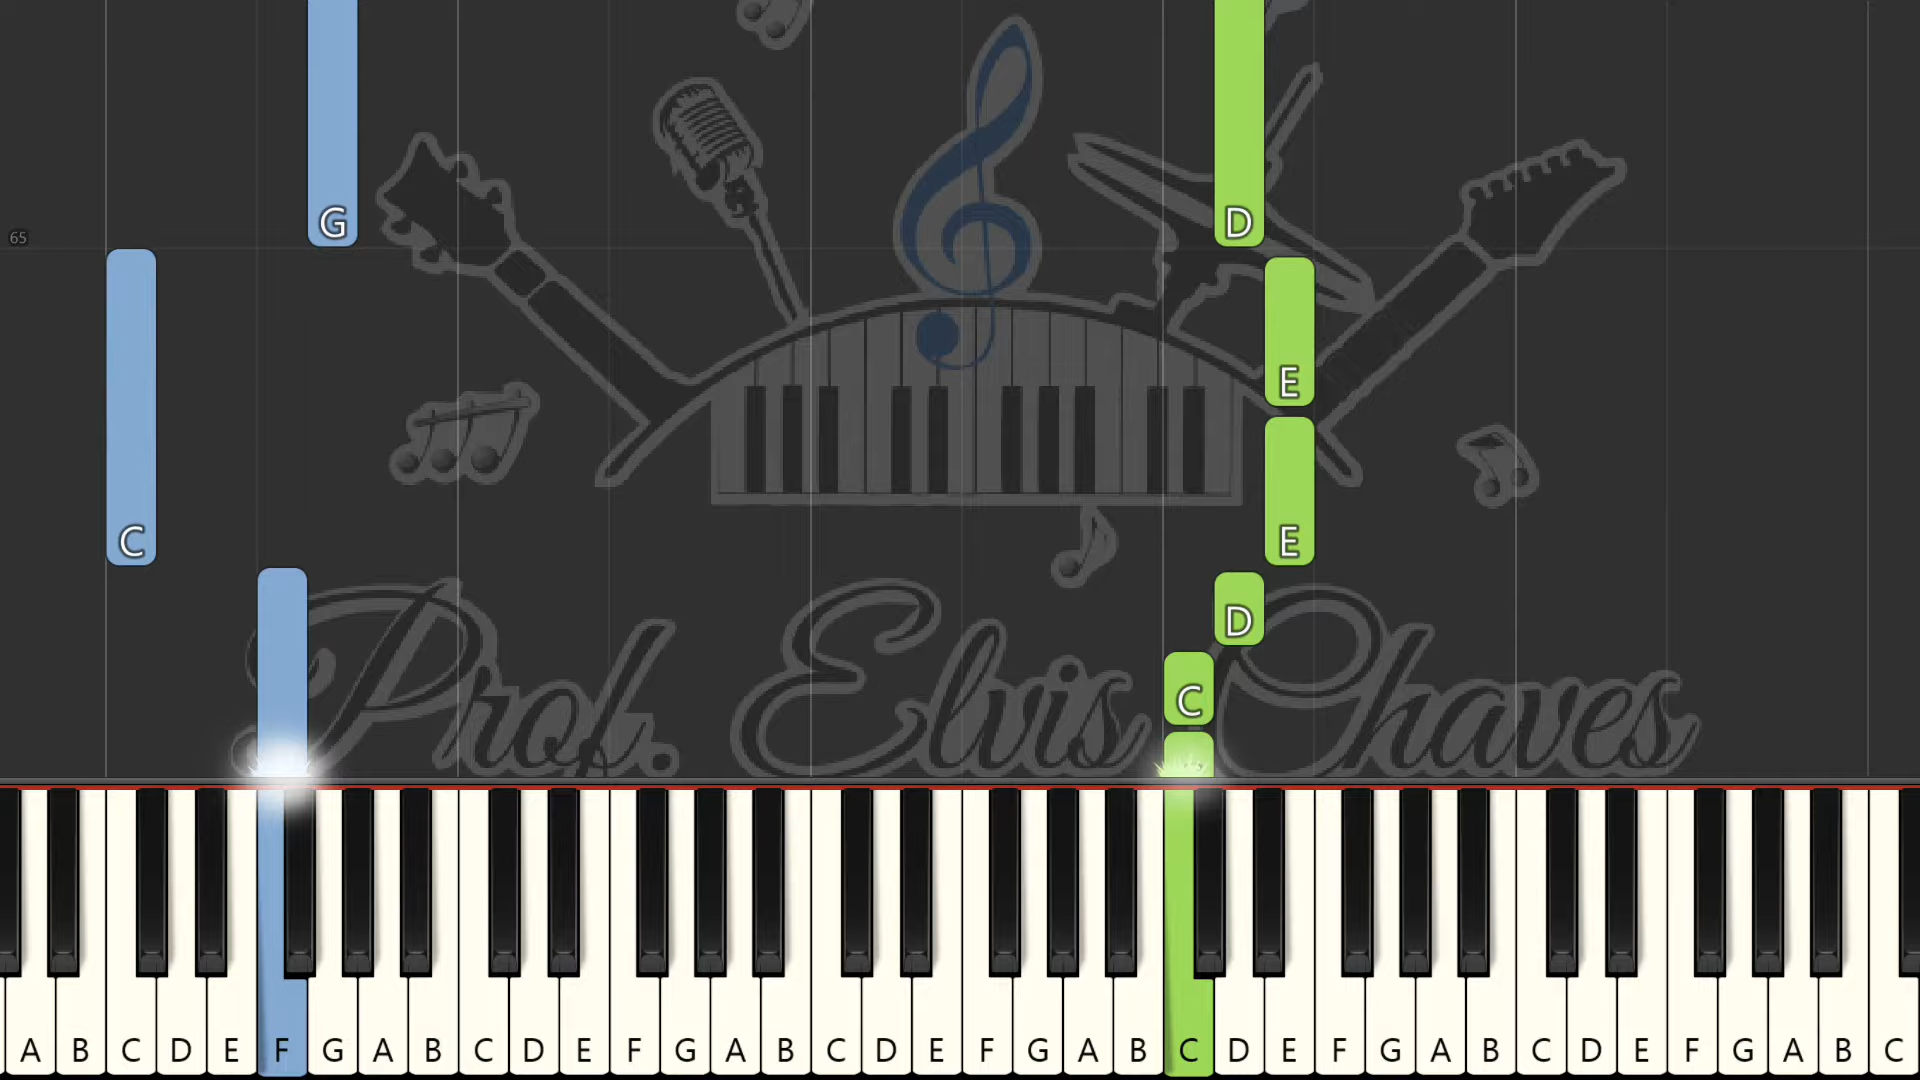 G D
65
E
C E
D
C
Prof. Elvis Chaves
A B C D E F G A B C D E F G A B C D E F G A B C D E F G A B C D E F G A B C